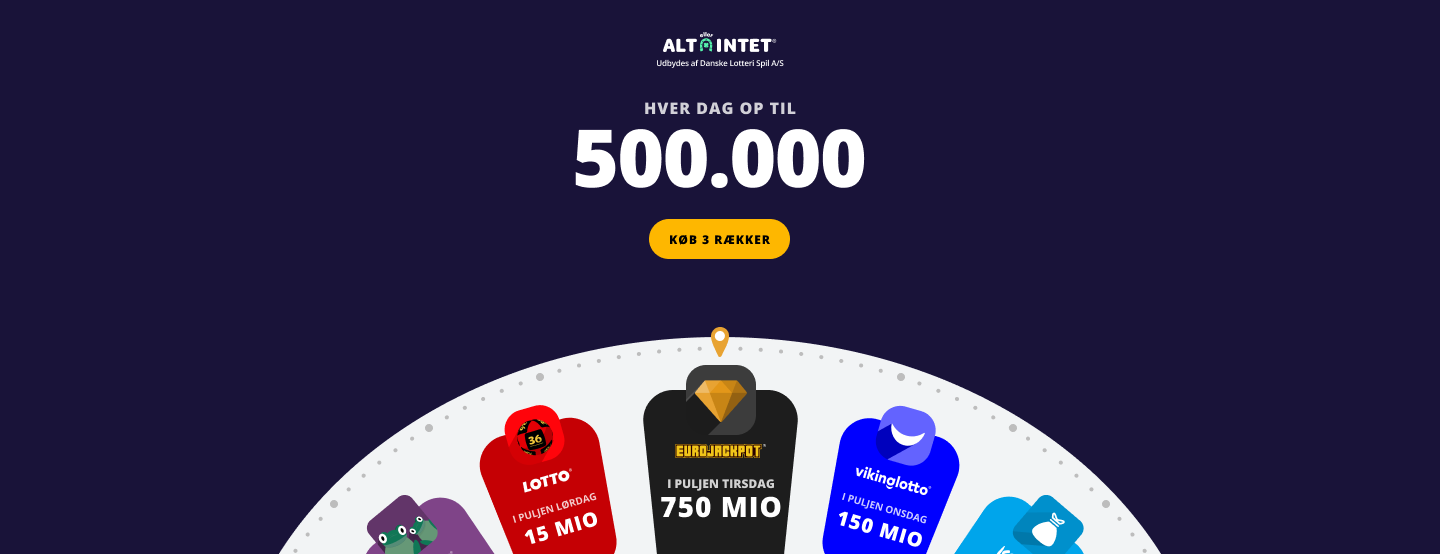 eller
ALT INTET®
Udbydes af Danske Lotteri Spil A/S
HVER DAG OP TIL
500.000
KØB 3 RÆKKER
36
LOTTO®
I PULJEN LØRDAG
15 MIO
EUROJACKPOT®
I PULJEN TIRSDAG
750 MIO
vikinglotto®
I PULJEN ONSDAG
150 MIO